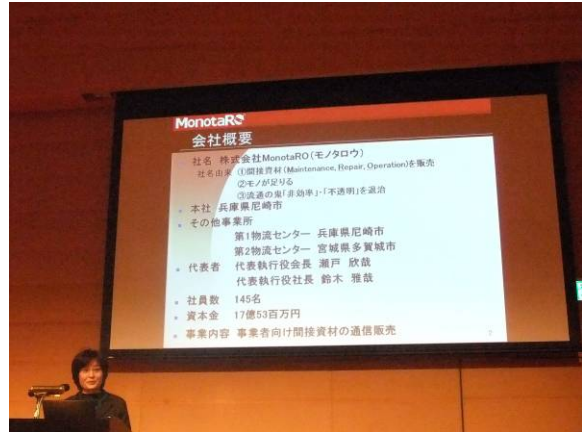 MonotaRO
会社概要
社名 株式会社MonotaRO(モノタロウ)
社名由来 ①間接資材(Maintenance, Repair, Operation)を販売
②モノが足りる
③流通の鬼「非効率」・「不透明」を退治
本社 兵庫県尼崎市
その他事業所
第1物流センター 兵庫県尼崎市
第2物流センター 宮城県多賀城市
代表者 代表執行役会長 瀬戸 欣哉
代表執行役社長 鈴木 雅哉
社員数 145名
資本金 17億53百万円
事業内容 事業者向け間接資材の通信販売
7